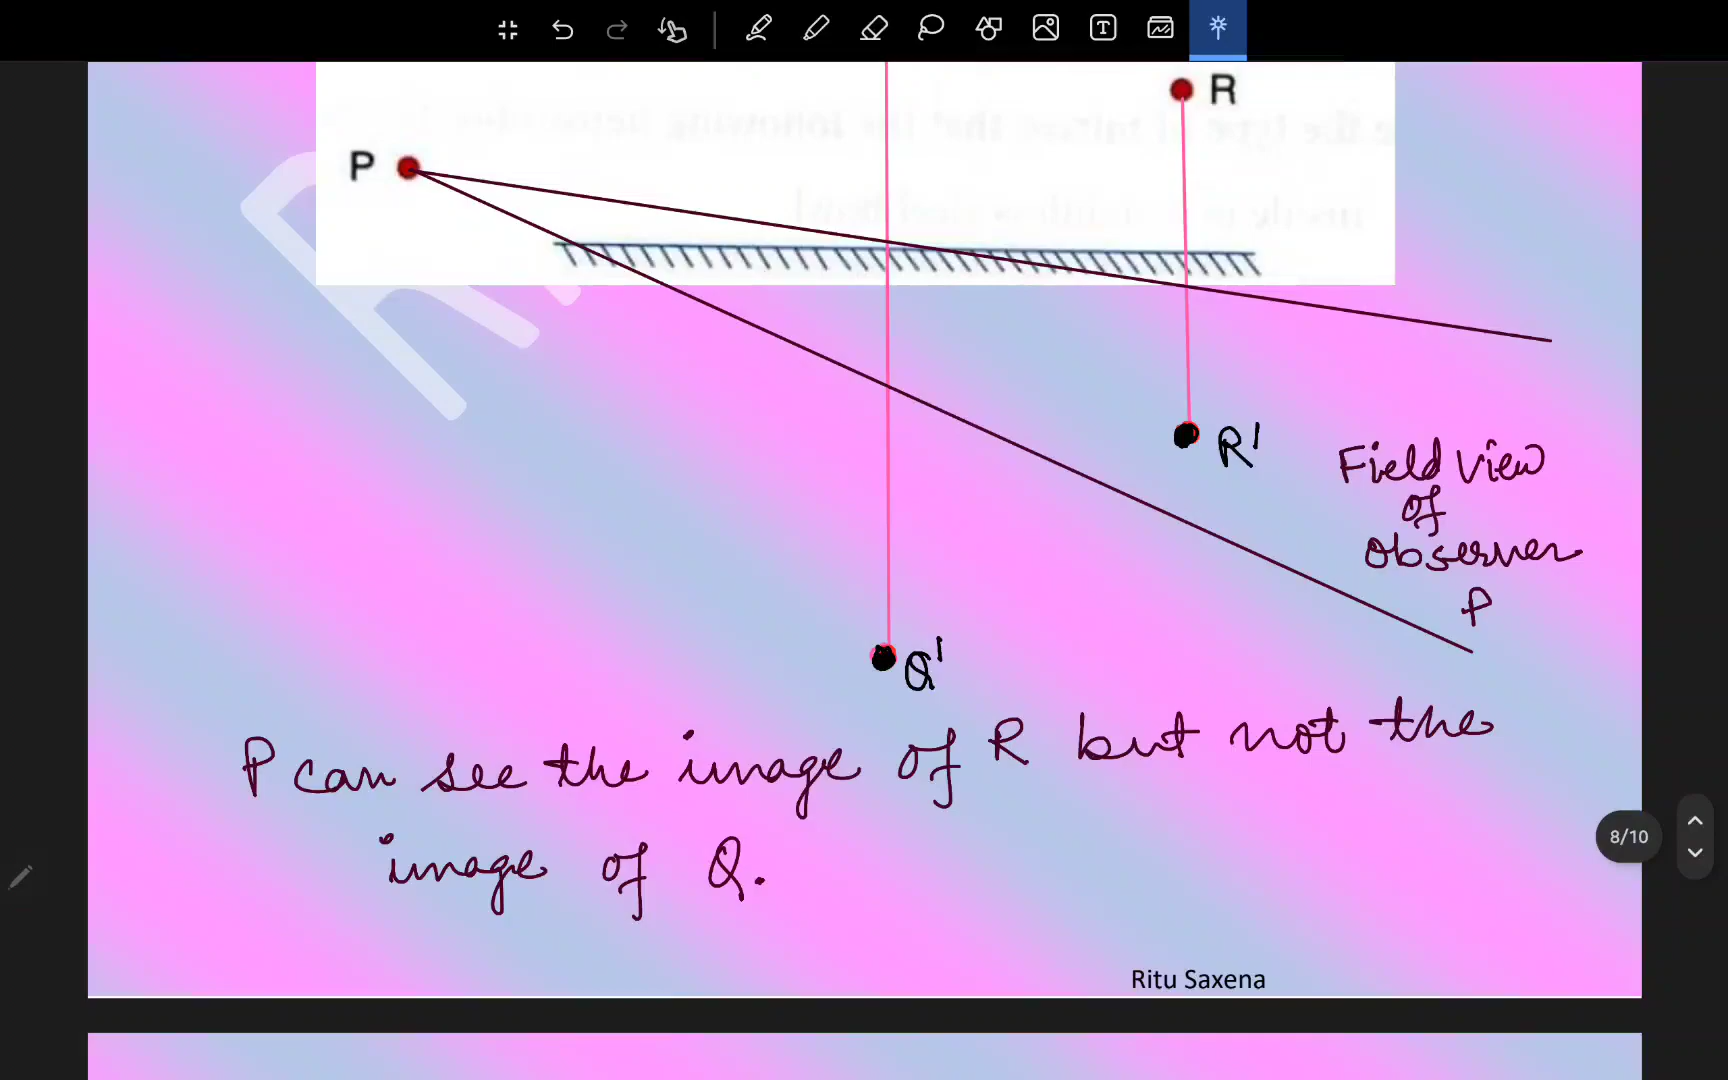 R
P
R'
Field view
of
observer
P
Q'
P can see the image of R but not the
image of Q.
8/10
Ritu Saxena